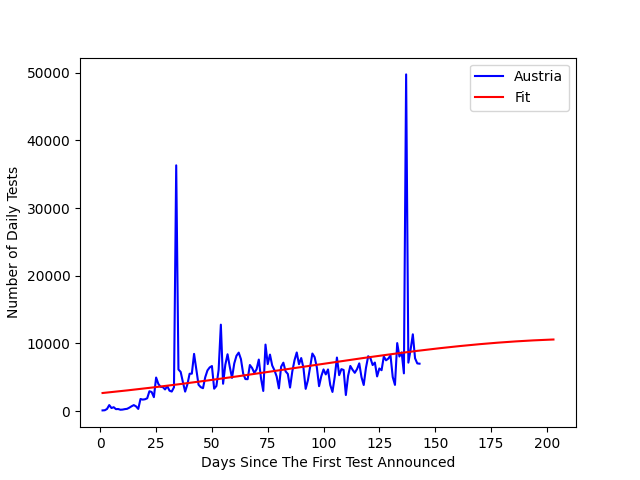 50000
40000
30000
20000
10000
0
Number of Daily Tests
Austria
Fit
0 25 50 75 100 125 150 175 200
Days Since The First Test Announced